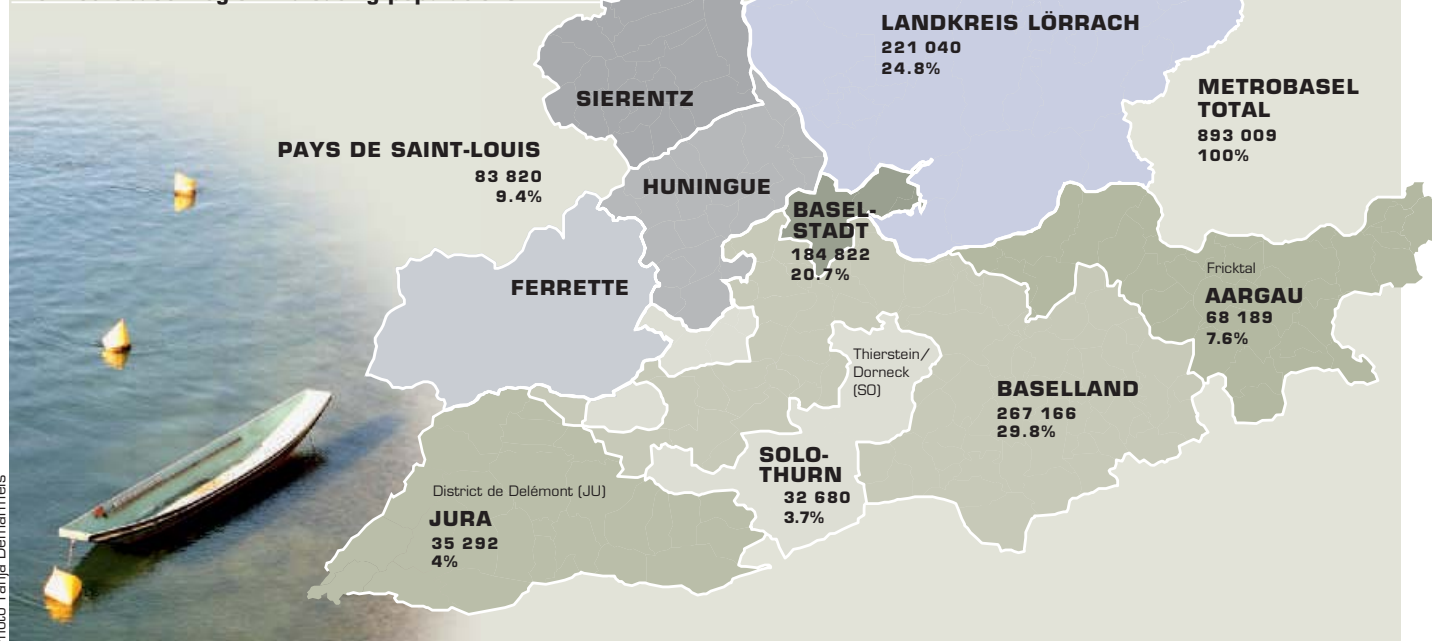 LANDKREIS LÖRRACH
221 040
24.8%
METROBASEL
TOTAL
893 009
100%
SIERENTZ
PAYS DE SAINT-LOUIS
83 820
9.4%
HUNINGUE
BASEL-
STADT
184 822
20.7%
FERRETTE
Fricktal
AARGAU
68 189
7.6%
Thierstein/
Dorneck
(SO)
BASELLAND
267 166
29.8%
SOLO-
THURN
32 680
3.7%
District de Delémont (JU)
JURA
35 292
4%